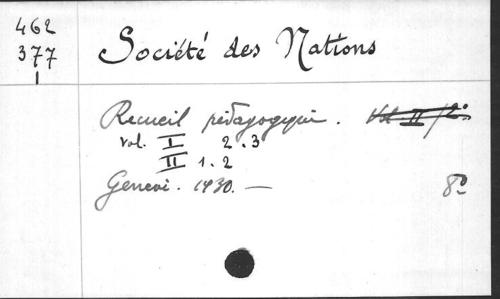 462
377
1
Société des Nations
Recueil pédagogique. Vol. II /2.
vol. I 2.3
II 1.2
Genève. 1930. —
8º